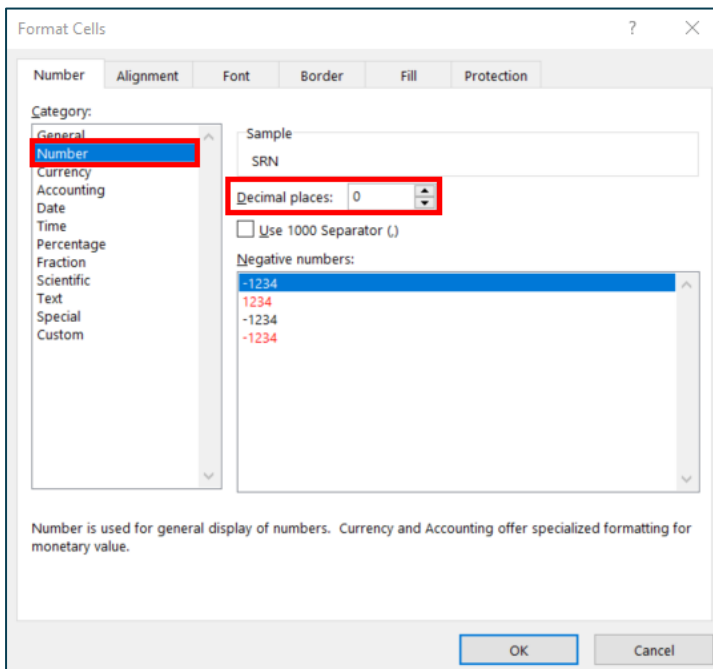 Format Cells
Number Alignment Font Border Fill Protection
Category:
General
Number
Currency
Accounting
Date
Time
Percentage
Fraction
Scientific
Text
Special
Custom
Sample
SRN
Decimal places: 0
Use 1000 Separator (,)
Negative numbers:
-1234
1234
-1234
-1234
Number is used for general display of numbers. Currency and Accounting offer specialized formatting for
monetary value.
OK Cancel